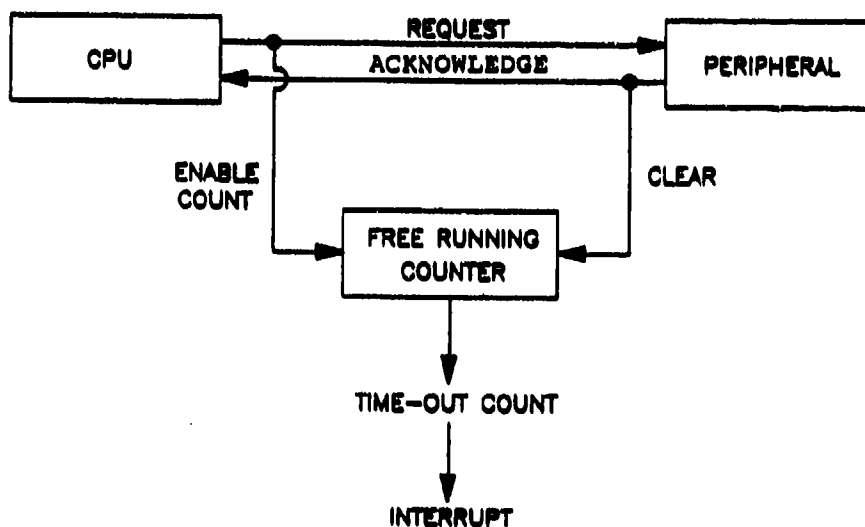 REQUEST
CPU
ACKNOWLEDGE
PERIPHERAL
ENABLE
COUNT
CLEAR
FREE RUNNING
COUNTER
TIME-OUT COUNT
INTERRUPT